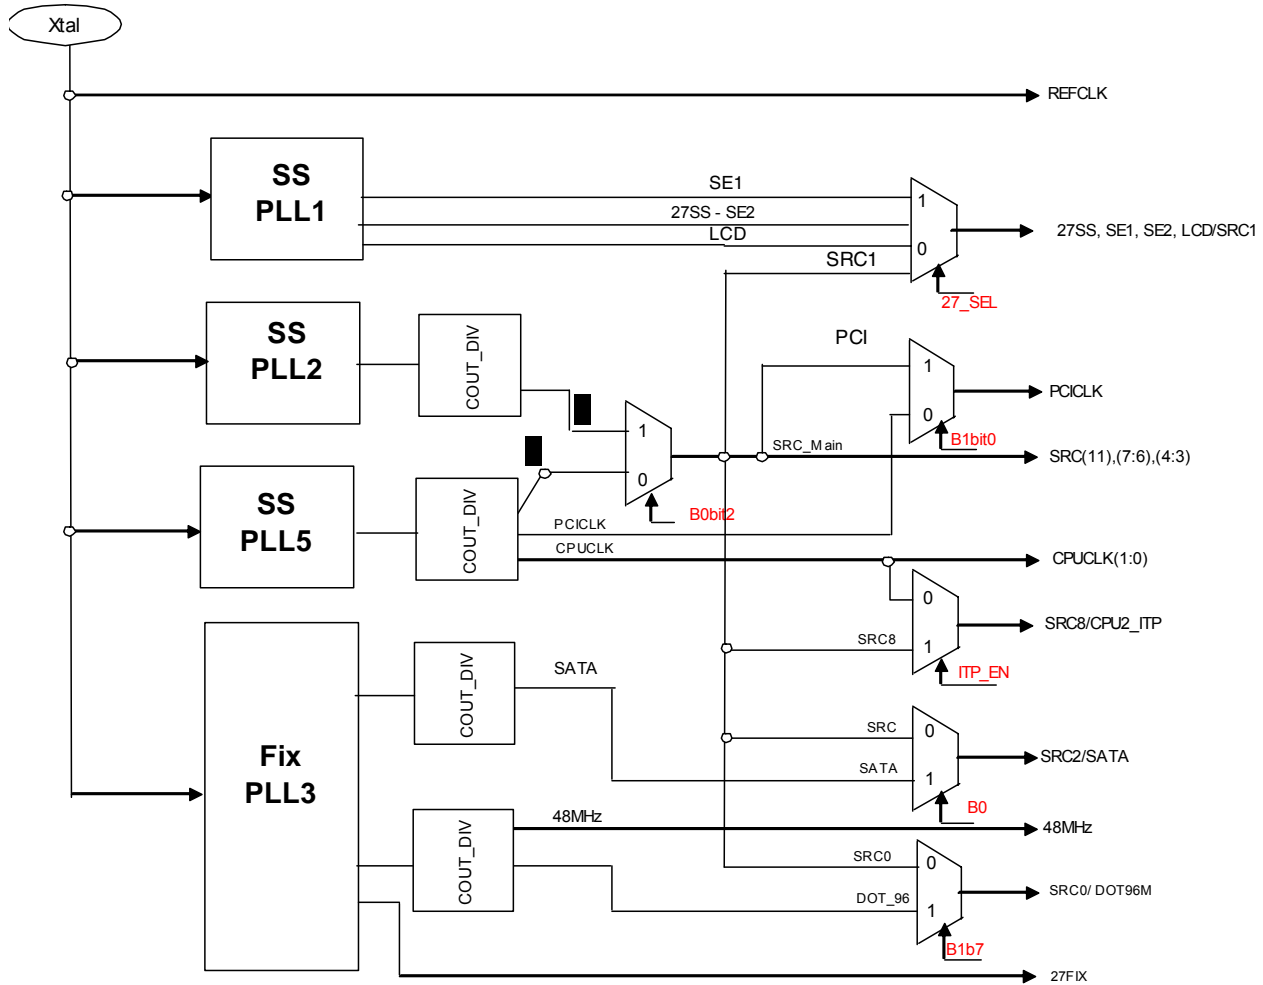 Xtal
REFCLK
SS
PLL1
SE1
27SS - SE2
LCD
SRC1
1
0
27_SEL
27SS, SE1, SE2, LCD/SRC1
SS
PLL2
COUT_DIV
PCI
1
0
B1bit0
PCICLK
1
0
B0bit2
SRC_Main
SRC(11),(7:6),(4:3)
SS
PLL5
COUT_DIV
PCICLK
CPUCLK
CPUCLK(1:0)
0
SRC8
1
ITP_EN
SRC8/CPU2_ITP
Fix
PLL3
COUT_DIV
SATA
SRC
0
SATA
1
B0
SRC2/SATA
COUT_DIV
48MHz
48MHz
SRC0
0
DOT_96
1
B1b7
SRC0/ DOT96M
27FIX